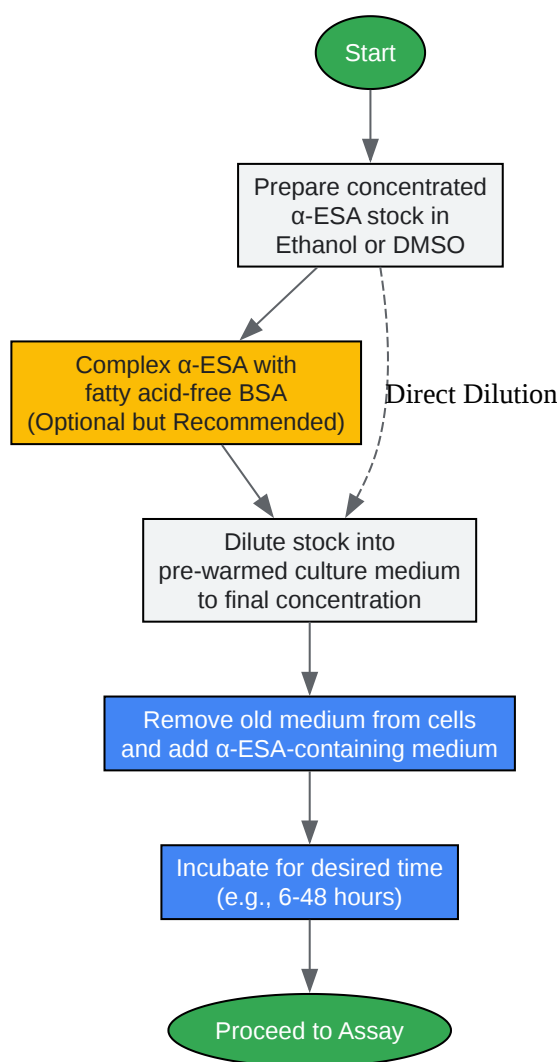 Start
Prepare concentrated
α-ESA stock in
Ethanol or DMSO
Complex α-ESA with
fatty acid-free BSA
(Optional but Recommended)
Direct Dilution
Dilute stock into
pre-warmed culture medium
to final concentration
Remove old medium from cells
and add α-ESA-containing medium
Incubate for desired time
(e.g., 6-48 hours)
Proceed to Assay